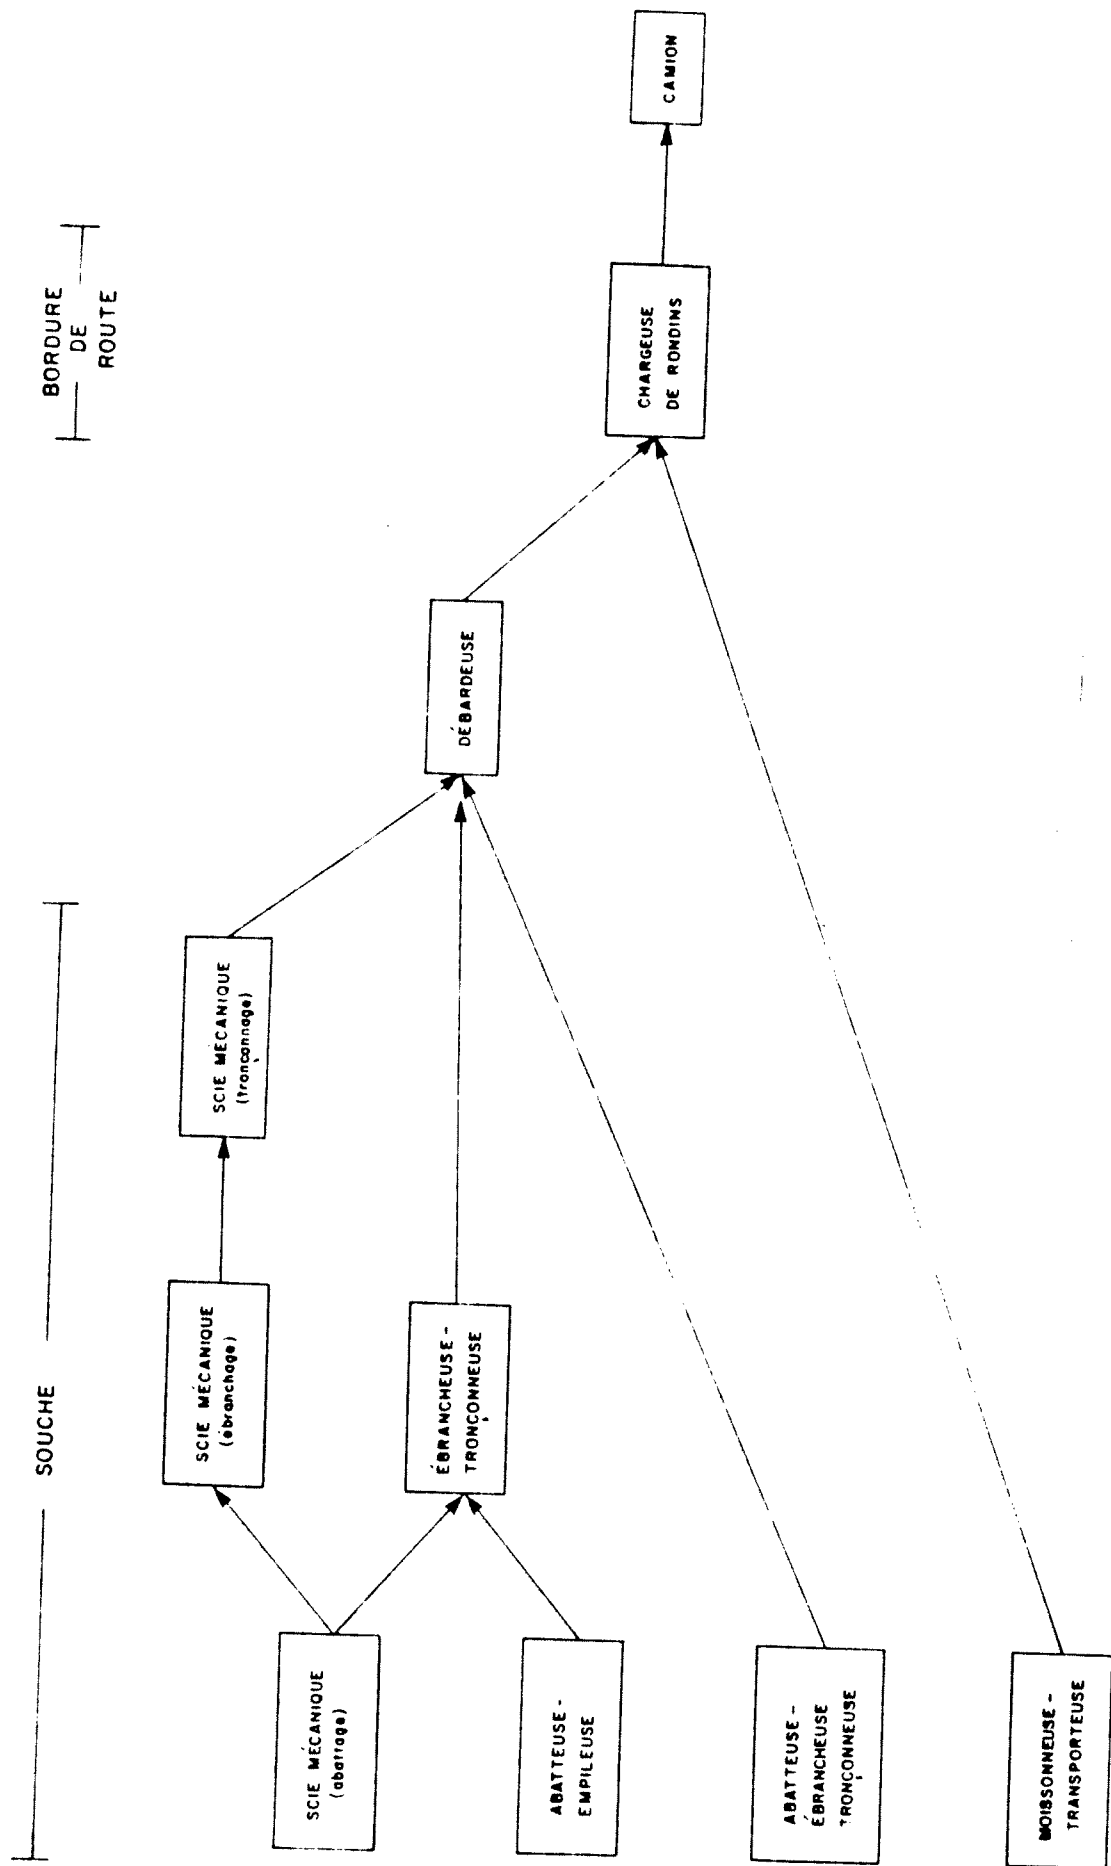 SOUCHE
BORDURE
DE
ROUTE
SCIE MÉCANIQUE
(abattage)
SCIE MÉCANIQUE
(ébranchage)
SCIE MÉCANIQUE
(tronçonnage)
ABATTEUSE-
EMPILEUSE
ÉBRANCHEUSE-
TRONÇONNEUSE
DÉBARDEUSE
ABATTEUSE-
ÉBRANCHEUSE
TRONÇONNEUSE
CHARGEUSE
DE RONDINS
CAMION
MOISSONNEUSE-
TRANSPORTEUSE